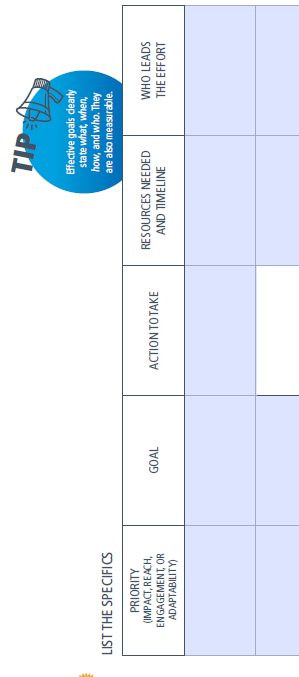 TIP
Effective goals clearly
state what, when,
how, and who. They
are also measurable.
LIST THE SPECIFICS
PRIORITY
(IMPACT, REACH,
ENGAGEMENT, OR
ADAPTABILITY)
GOAL
ACTION TO TAKE
RESOURCES NEEDED
AND TIMELINE
WHO LEADS
THE EFFORT